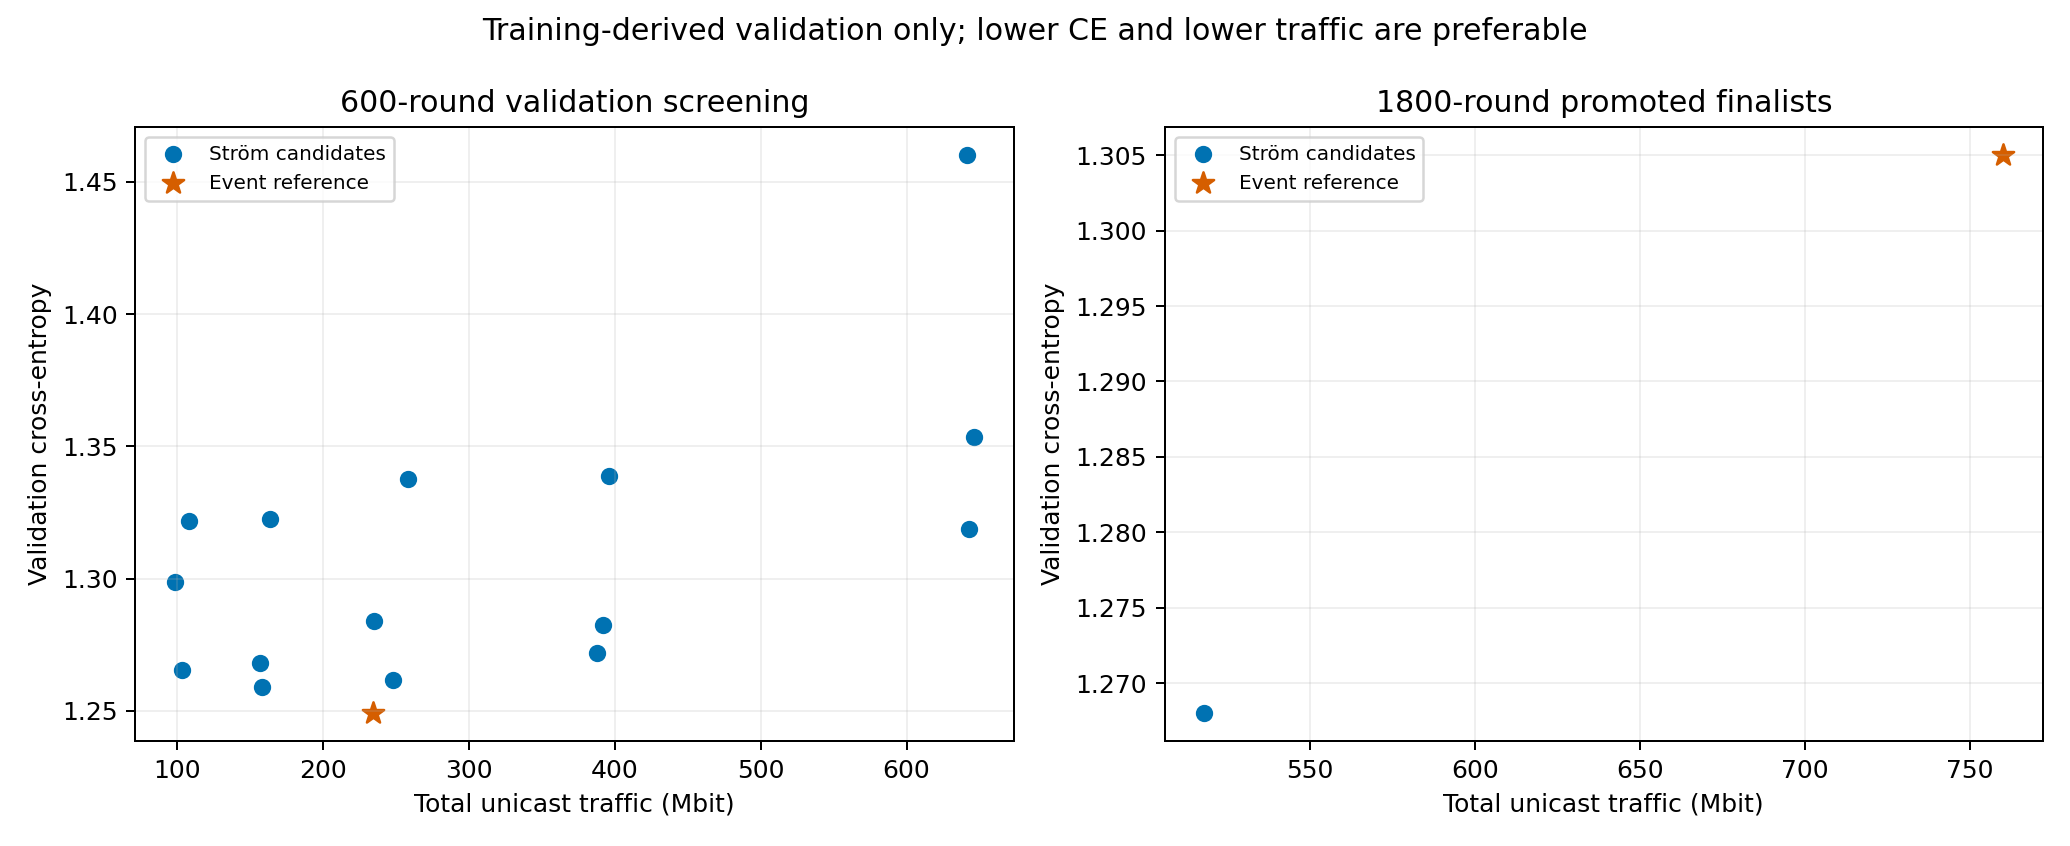 Training-derived validation only; lower CE and lower traffic are preferable
600-round validation screening
Ström candidates
Event reference
Validation cross-entropy
1.45
1.40
1.35
1.30
1.25
100 200 300 400 500 600
Total unicast traffic (Mbit)
1800-round promoted finalists
Ström candidates
Event reference
Validation cross-entropy
1.305
1.300
1.295
1.290
1.285
1.280
1.275
1.270
550 600 650 700 750
Total unicast traffic (Mbit)